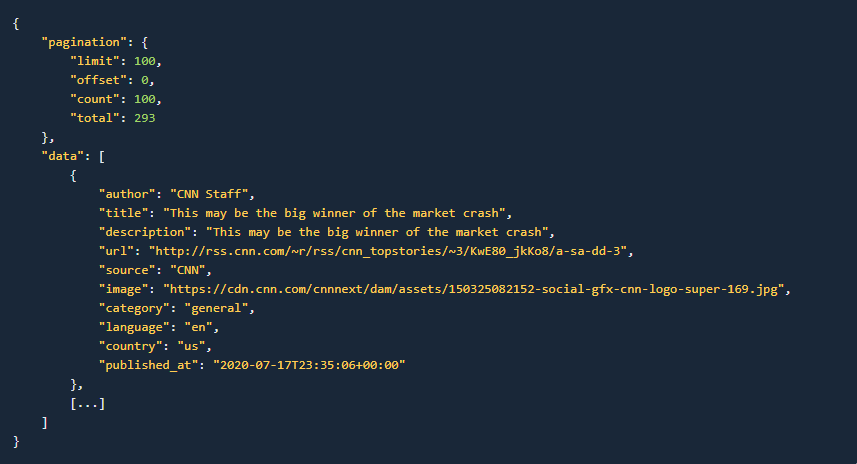 {
    "pagination": {
        "limit": 100,
        "offset": 0,
        "count": 100,
        "total": 293
    },
    "data": [
        {
            "author": "CNN Staff",
            "title": "This may be the big winner of the market crash",
            "description": "This may be the big winner of the market crash",
            "url": "http://rss.cnn.com/~r/rss/cnn_topstories/~3/KwE80_jkKo8/a-sa-dd-3",
            "source": "CNN",
            "image": "https://cdn.cnn.com/cnnnext/dam/assets/150325082152-social-gfx-cnn-logo-super-169.jpg",
            "category": "general",
            "language": "en",
            "country": "us",
            "published_at": "2020-07-17T23:35:06+00:00"
        },
        [...]
    ]
}